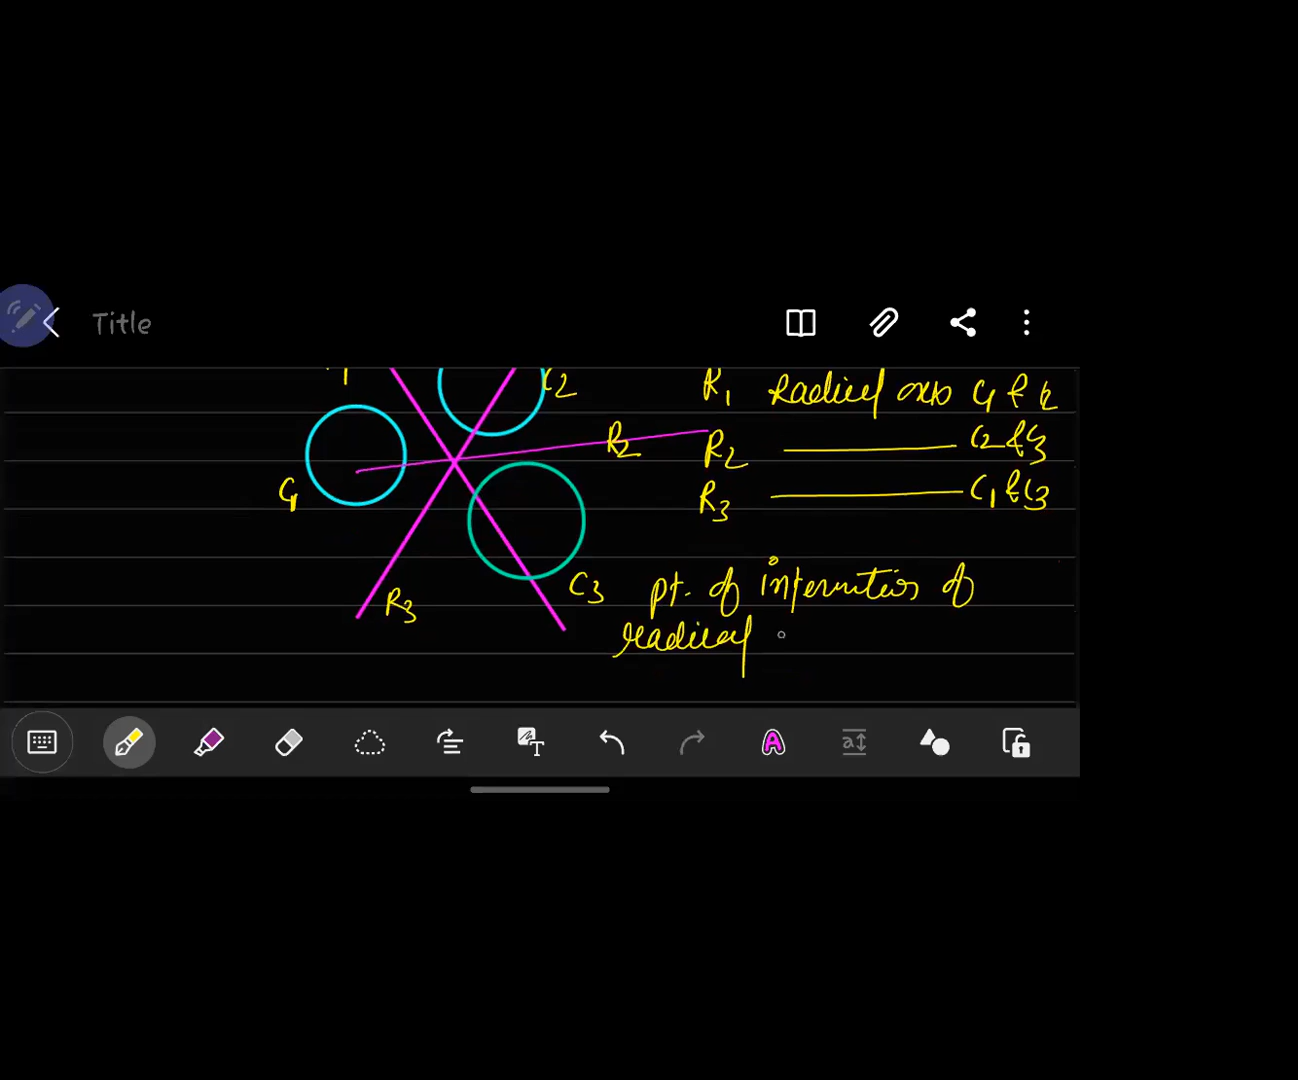 Title
C2
R1 Radical axis C1 & C2
R2
R2 C2 & C3
R3 C1 & C3
C1
C3
R3
pt. of intersection of
radical
A
T
a